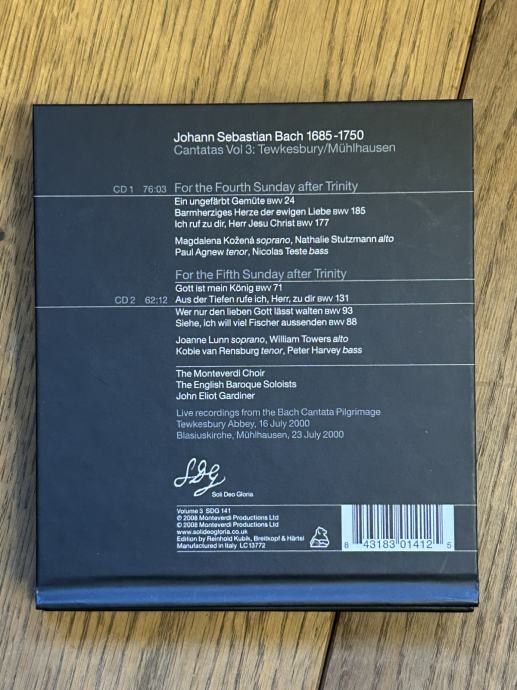 Johann Sebastian Bach 1685-1750
Cantatas Vol 3: Tewkesbury/Mühlhausen
CD 1 76:03 For the Fourth Sunday after Trinity
Ein ungefärbt Gemüte BWV 24
Barmherziges Herze der ewigen Liebe BWV 185
Ich ruf zu dir, Herr Jesu Christ BWV 177
Magdalena Kožená soprano, Nathalie Stutzmann alto
Paul Agnew tenor, Nicolas Teste bass
For the Fifth Sunday after Trinity
Gott ist mein König BWV 71
CD 2 62:12 Aus der Tiefen rufe ich, Herr, zu dir BWV 131
Wer nur den lieben Gott lässt walten BWV 93
Siehe, ich will viel Fischer aussenden BWV 88
Joanne Lunn soprano, William Towers alto
Kobie van Rensburg tenor, Peter Harvey bass
The Monteverdi Choir
The English Baroque Soloists
John Eliot Gardiner
Live recordings from the Bach Cantata Pilgrimage
Tewkesbury Abbey, 16 July 2000
Blasiuskirche, Mühlhausen, 23 July 2000
SDG
Soli Deo Gloria
Volume 3 SDG 141
℗ 2008 Monteverdi Productions Ltd
© 2008 Monteverdi Productions Ltd
www.solideogloria.co.uk
Edition by Reinhold Kubik, Breitkopf & Härtel
Manufactured in Italy LC13772
8 43183 01412 5